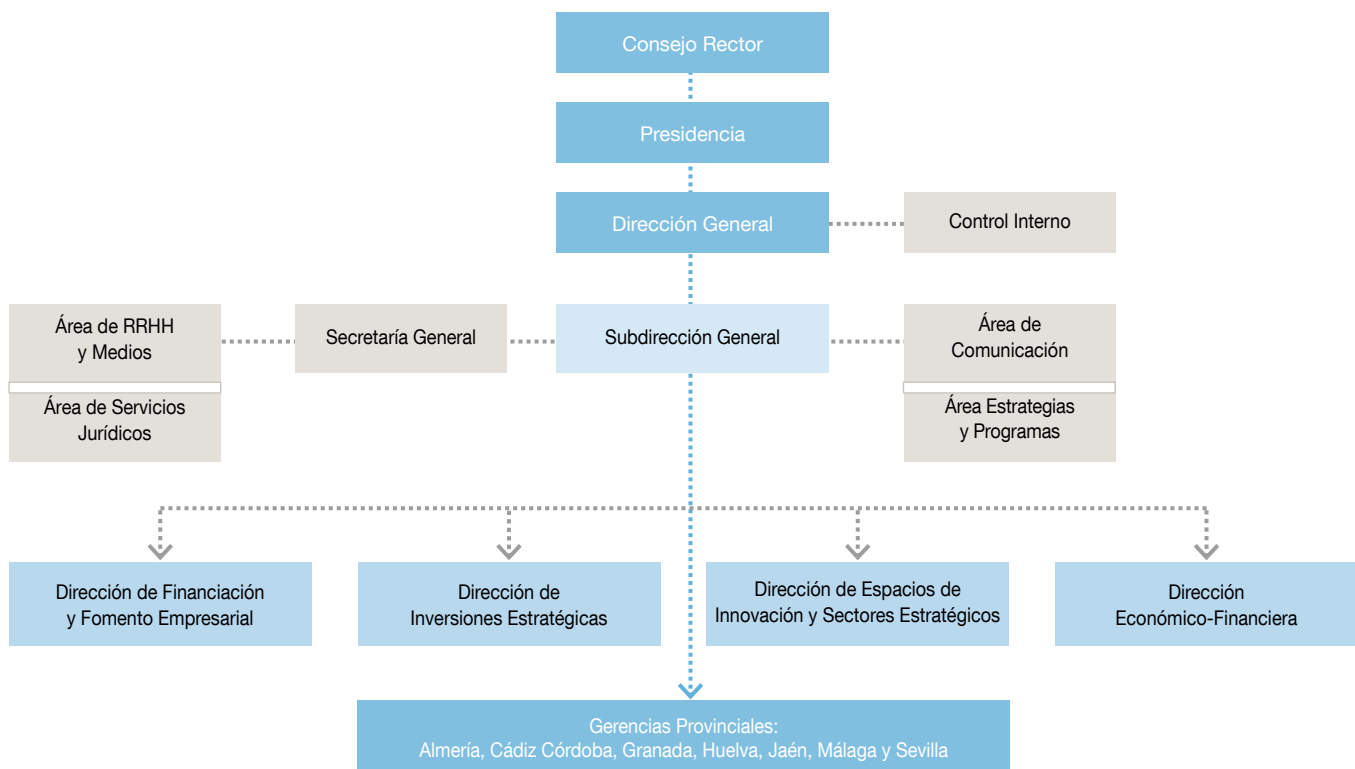 Consejo Rector
Presidencia
Dirección General
Control Interno
Área de RRHH
y Medios
Secretaría General
Subdirección General
Área de
Comunicación
Área de Servicios
Jurídicos
Área Estrategias
y Programas
Dirección de Financiación
y Fomento Empresarial
Dirección de
Inversiones Estratégicas
Dirección de Espacios de
Innovación y Sectores Estratégicos
Dirección
Económico-Financiera
Gerencias Provinciales:
Almería, Cádiz Córdoba, Granada, Huelva, Jaén, Málaga y Sevilla